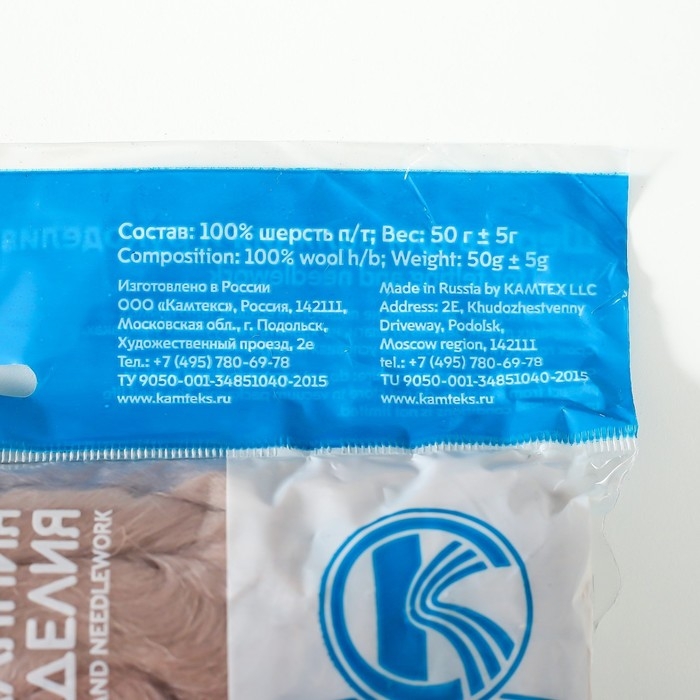 Состав: 100% шерсть п/т; Вес: 50 г ± 5г
Composition: 100% wool h/b; Weight: 50g ± 5g
Изготовлено в России
ООО «Камтекс», Россия, 142111,
Московская обл., г. Подольск,
Художественный проезд, 2е
Тел.: +7 (495) 780-69-78
ТУ 9050-001-34851040-2015
www.kamteks.ru
Made in Russia by KAMTEX LLC
Address: 2E, Khudozhestvenny
Driveway, Podolsk,
Moscow region, 142111
tel.: +7 (495) 780-69-78
TU 9050-001-34851040-2015
www.kamteks.ru
ДЕЛИЯ
AND NEEDLEWORK
K